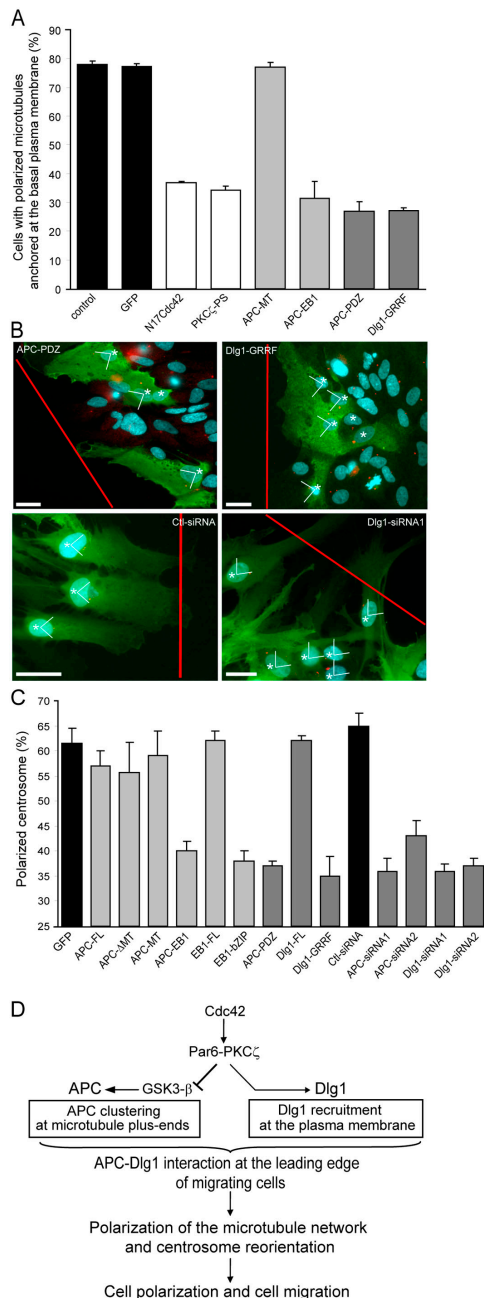 A
Cells with polarized microtubules
anchored at the basal plasma membrane (%)
80
70
60
50
40
30
20
10
0
control
GFP
N17Cdc42
PKCζ-PS
APC-MT
APC-EB1
APC-PDZ
Dlg1-GRRF
B
APC-PDZ
Dlg1-GRRF
Ctl-siRNA
Dlg1-siRNA1
C
Polarized centrosome (%)
65
60
55
50
45
40
35
30
25
GFP
APC-FL
APC-ΔMT
APC-MT
APC-EB1
EB1-FL
EB1-bZIP
APC-PDZ
Dlg1-FL
Dlg1-GRRF
Ctl-siRNA
APC-siRNA1
APC-siRNA2
Dlg1-siRNA1
Dlg1-siRNA2
D
Cdc42
Par6-PKCζ
APC GSK3-β Dlg1
APC clustering
at microtubule plus-ends
Dlg1 recruitment
at the plasma membrane
APC-Dlg1 interaction at the leading edge
of migrating cells
Polarization of the microtubule network
and centrosome reorientation
Cell polarization and cell migration